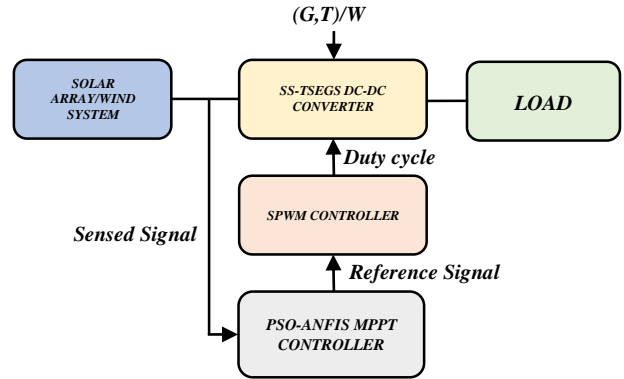 (G,T)/W
SOLAR
ARRAY/WIND
SYSTEM
SS-TSEGS DC-DC
CONVERTER
LOAD
Duty cycle
SPWM CONTROLLER
Sensed Signal
Reference Signal
PSO-ANFIS MPPT
CONTROLLER